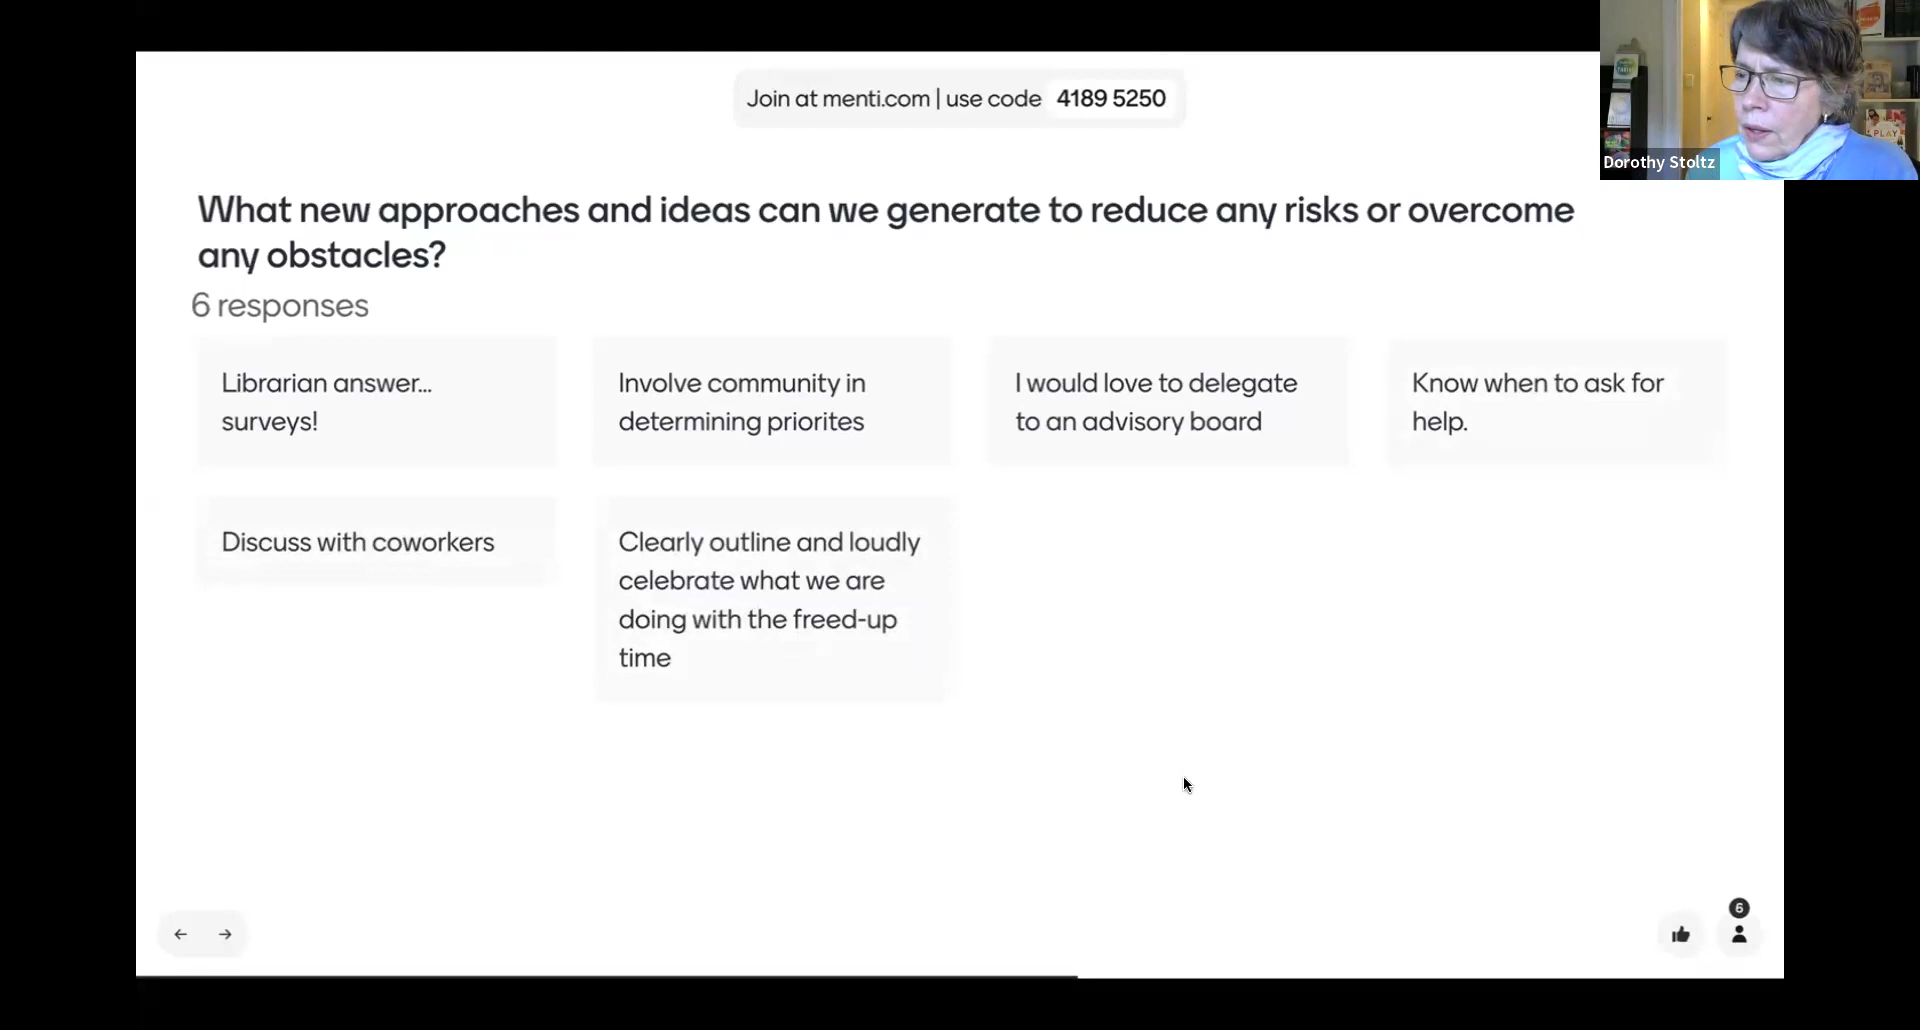 Join at menti.com | use code 4189 5250
What new approaches and ideas can we generate to reduce any risks or overcome
any obstacles?
6 responses
Librarian answer...
surveys!
Involve community in
determining priorites
I would love to delegate
to an advisory board
Know when to ask for
help.
Discuss with coworkers
Clearly outline and loudly
celebrate what we are
doing with the freed-up
time
6
Dorothy Stoltz
PLAY